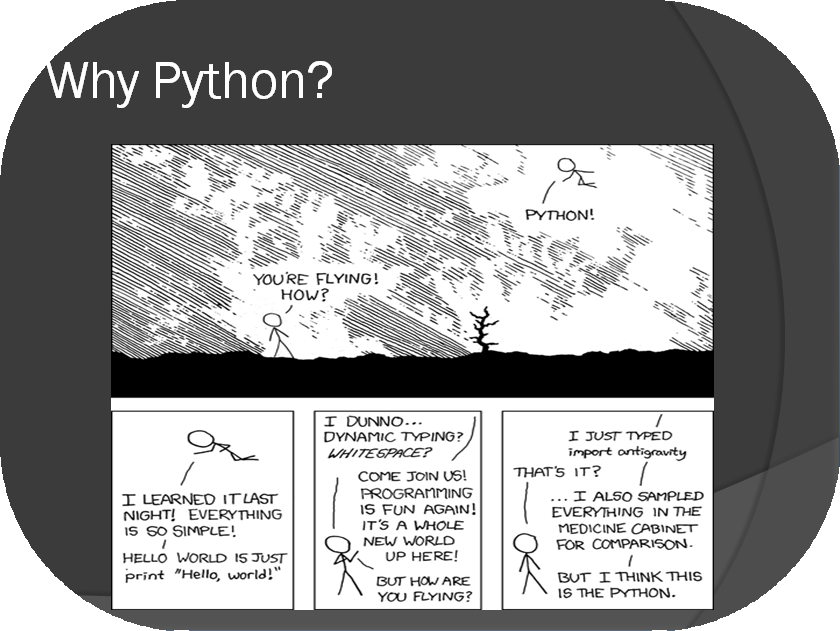 Why Python?
PYTHON!
YOU'RE FLYING!
HOW?
I LEARNED IT LAST
NIGHT! EVERYTHING
IS SO SIMPLE!
HELLO WORLD IS JUST
print "Hello, world!"
I DUNNO...
DYNAMIC TYPING?
WHITESPACE?
COME JOIN US!
PROGRAMMING
IS FUN AGAIN!
IT'S A WHOLE
NEW WORLD
UP HERE!
BUT HOW ARE
YOU FLYING?
I JUST TYPED
import antigravity
THAT'S IT?
... I ALSO SAMPLED
EVERYTHING IN THE
MEDICINE CABINET
FOR COMPARISON.
BUT I THINK THIS
IS THE PYTHON.